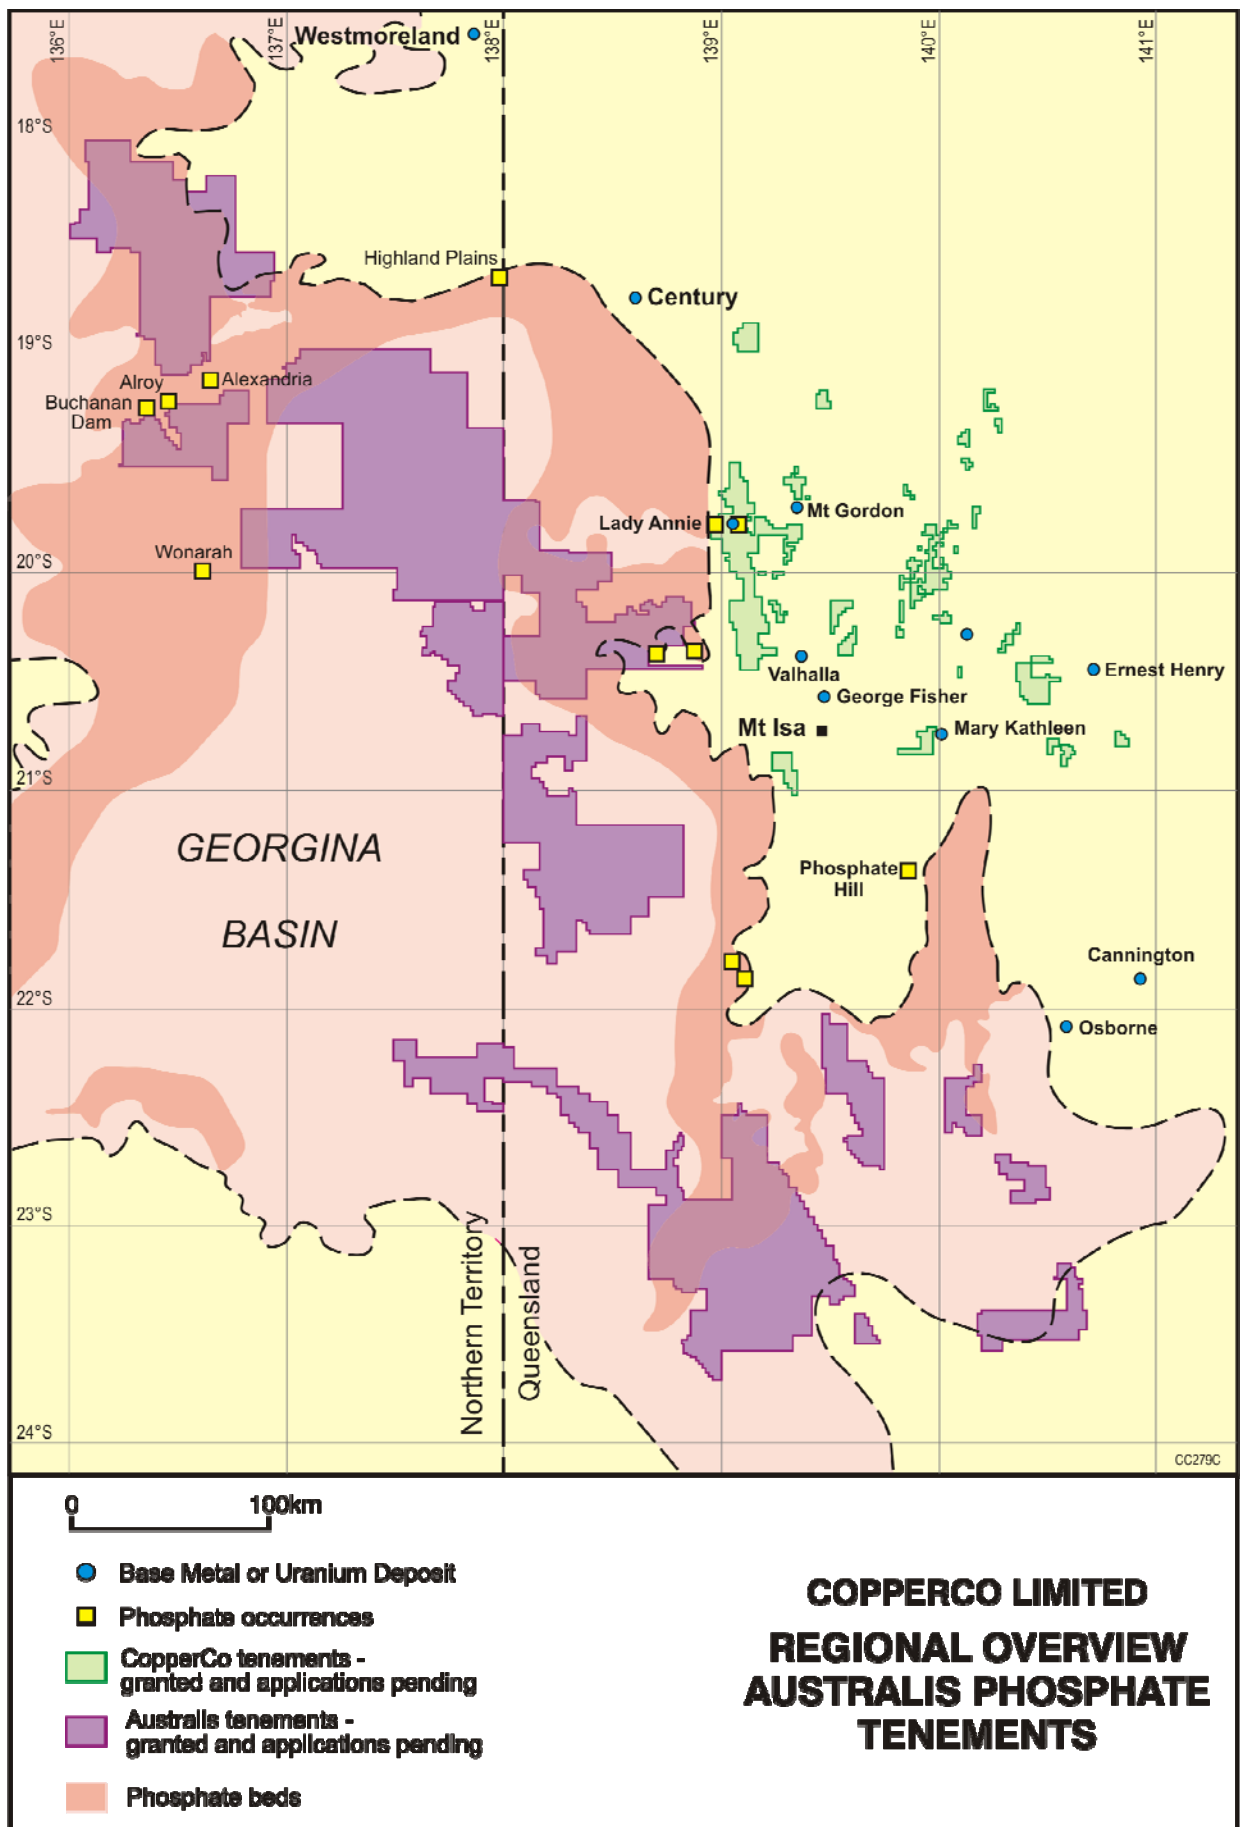 136°E
137°E
138°E
139°E
140°E
141°E
Westmoreland
18°S
Highland Plains
Century
19°S
Alexandria
Alroy
Buchanan
Dam
Mt Gordon
Lady Annie
Wonarah
20°S
Valhalla
Ernest Henry
George Fisher
Mt Isa
Mary Kathleen
21°S
GEORGINA
BASIN
Phosphate
Hill
Cannington
22°S
Osborne
23°S
Northern Territory
Queensland
24°S
CC279C
0 100km
Base Metal or Uranium Deposit
Phosphate occurrences
CopperCo tenements -
granted and applications pending
Australis tenements -
granted and applications pending
Phosphate beds
COPPERCO LIMITED
REGIONAL OVERVIEW
AUSTRALIS PHOSPHATE
TENEMENTS